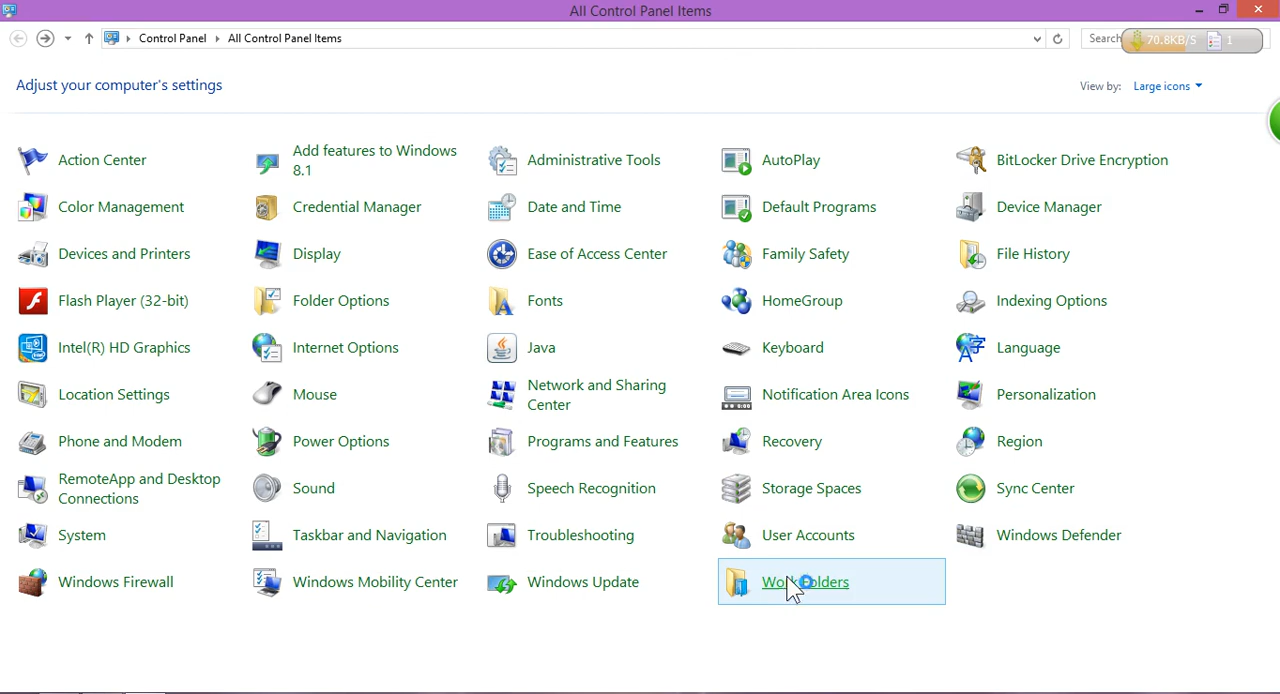 All Control Panel Items
Control Panel All Control Panel Items
Search
70.8KB/S 1
Adjust your computer's settings
View by: Large icons
Action Center
Add features to Windows
8.1
Administrative Tools
AutoPlay
BitLocker Drive Encryption
Color Management
Credential Manager
Date and Time
Default Programs
Device Manager
Devices and Printers
Display
Ease of Access Center
Family Safety
File History
Flash Player (32-bit)
Folder Options
Fonts
HomeGroup
Indexing Options
Intel(R) HD Graphics
Internet Options
Java
Keyboard
Language
Location Settings
Mouse
Network and Sharing
Center
Notification Area Icons
Personalization
Phone and Modem
Power Options
Programs and Features
Recovery
Region
RemoteApp and Desktop
Connections
Sound
Speech Recognition
Storage Spaces
Sync Center
System
Taskbar and Navigation
Troubleshooting
User Accounts
Windows Defender
Windows Firewall
Windows Mobility Center
Windows Update
Work Folders